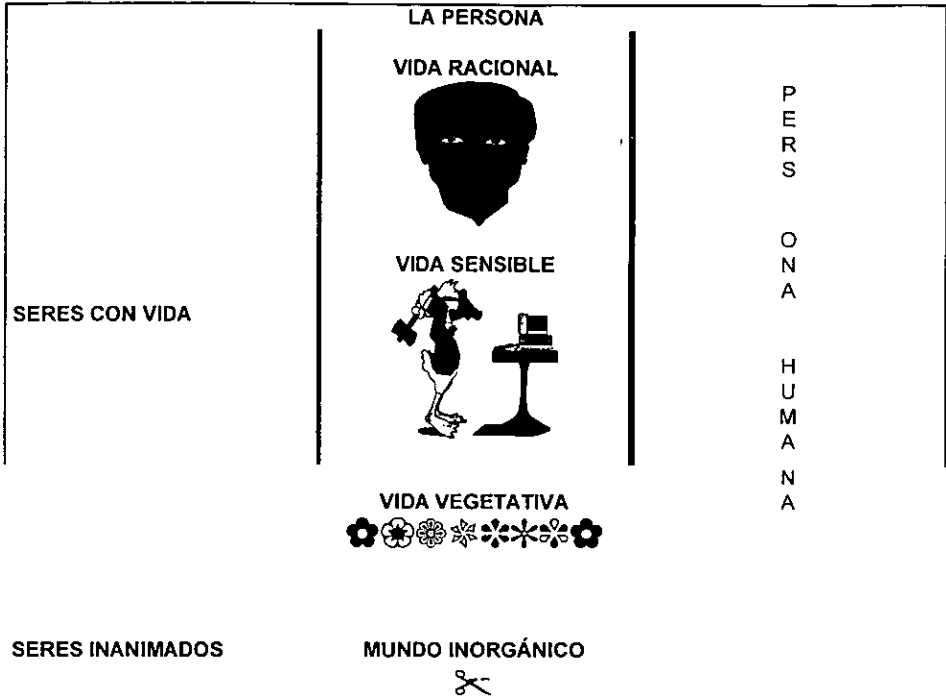 LA PERSONA
VIDA RACIONAL
VIDA SENSIBLE
SERES CON VIDA
VIDA VEGETATIVA
SERES INANIMADOS
MUNDO INORGÁNICO
P
E
R
S
O
N
A
H
U
M
A
N
A